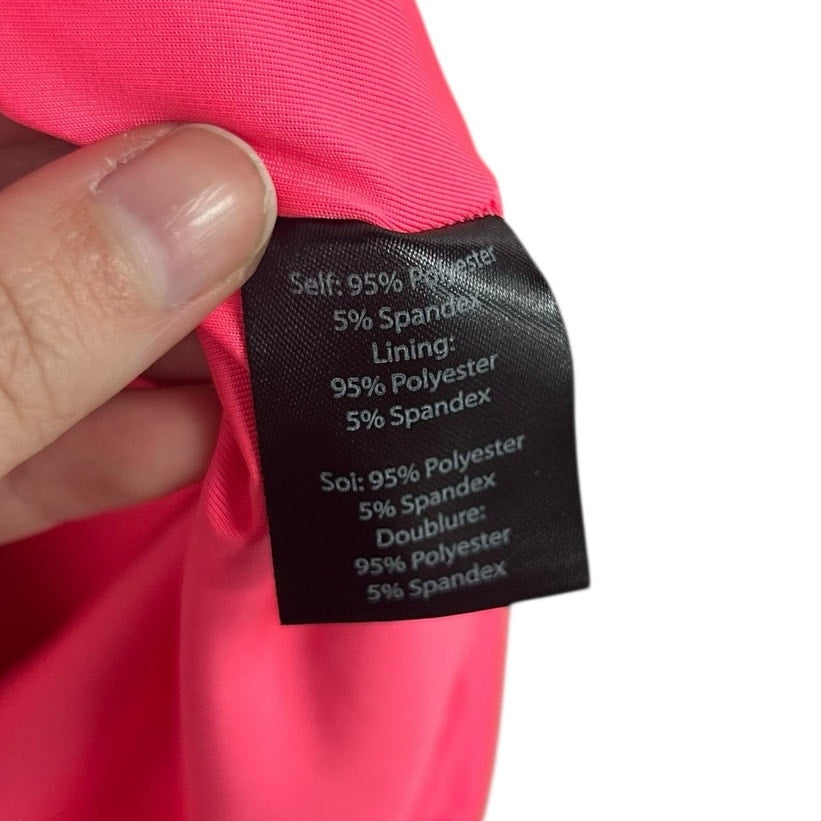 Self: 95% Polyester
5% Spandex
Lining:
95% Polyester
5% Spandex
Soi: 95% Polyester
5% Spandex
Doublure:
95% Polyester
5% Spandex